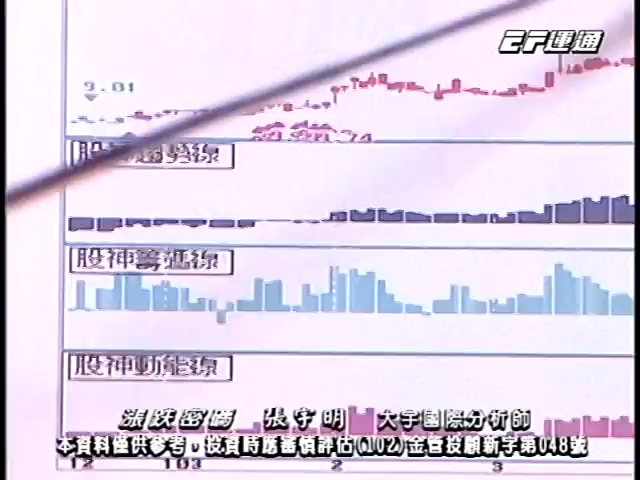 運通
9.01
股神趨勢線
股神籌碼線
股神動能線
漲跌密碼 張宇明 大宇國際分析師
本資料僅供參考，投資時應審慎評估(102)金管投顧新字第048號
12 103 2 3